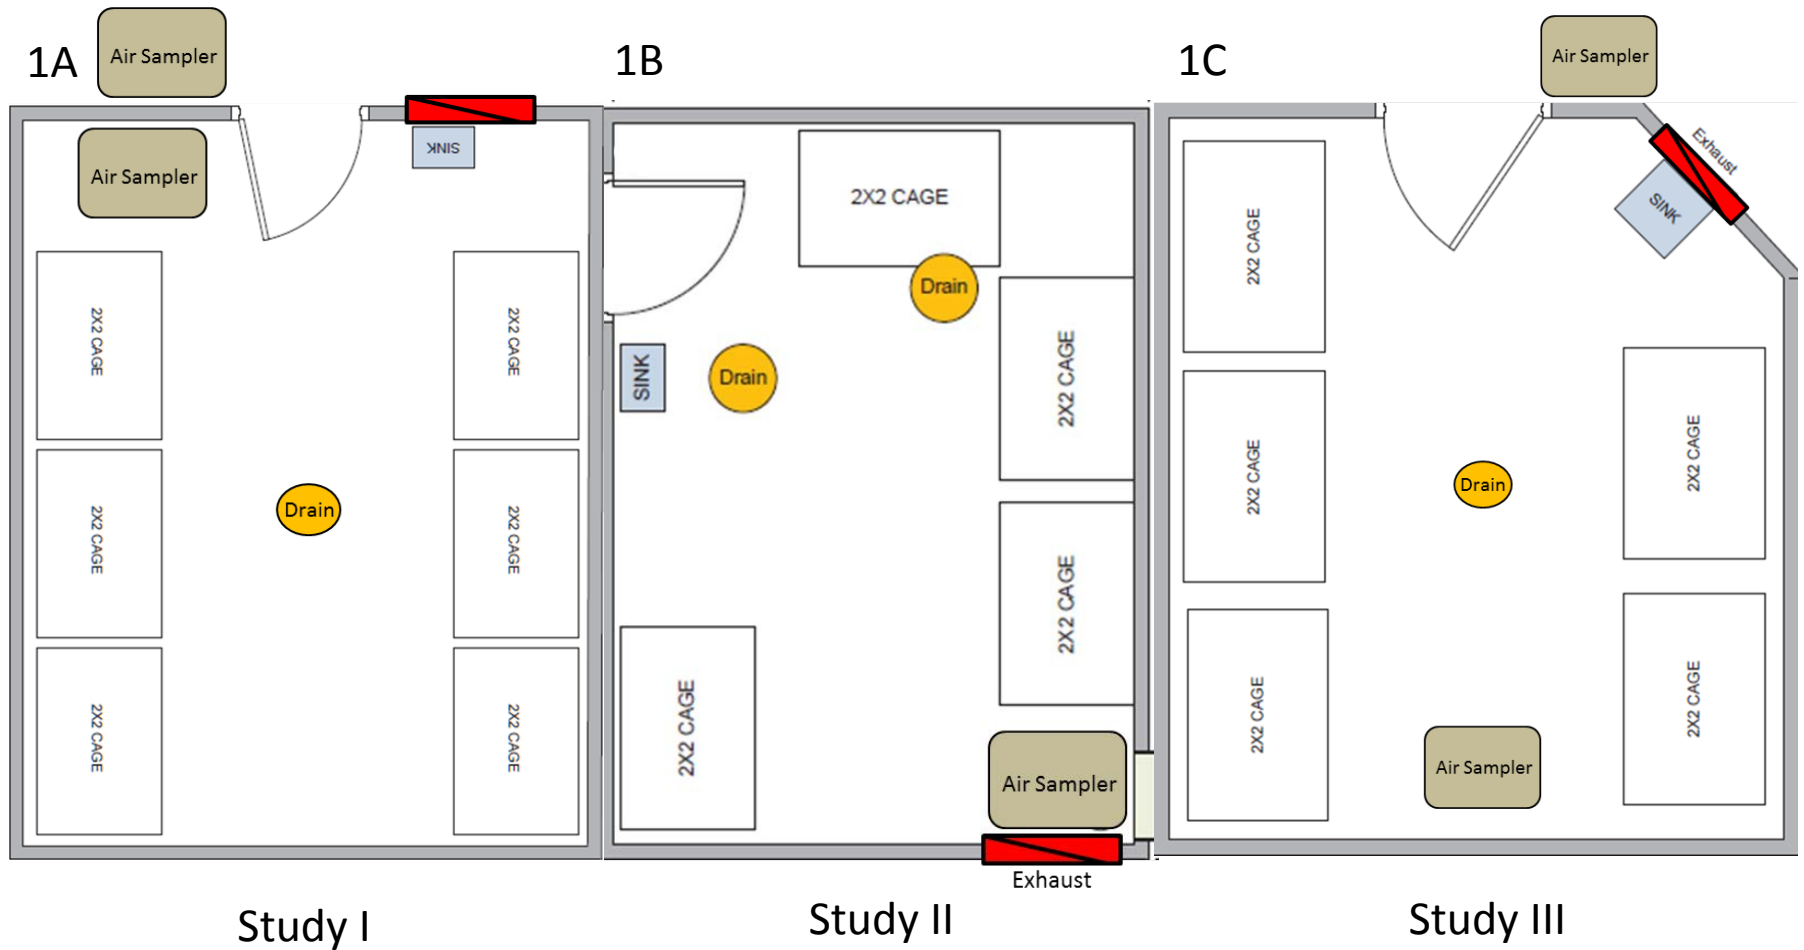 1A
Air Sampler
Air Sampler
SINK
2X2 CAGE
2X2 CAGE
2X2 CAGE
2X2 CAGE
2X2 CAGE
2X2 CAGE
Drain
Study I
1B
2X2 CAGE
Drain
SINK
Drain
2X2 CAGE
2X2 CAGE
2X2 CAGE
Air Sampler
Exhaust
Study II
1C
Air Sampler
Exhaust
SINK
2X2 CAGE
2X2 CAGE
2X2 CAGE
Drain
2X2 CAGE
2X2 CAGE
Air Sampler
Study III